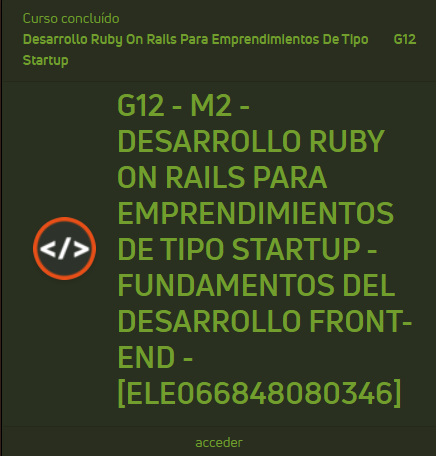 Curso concluído
Desarrollo Ruby On Rails Para Emprendimientos De Tipo G12
Startup
G12 - M2 -
DESARROLLO RUBY
ON RAILS PARA
EMPRENDIMIENTOS
DE TIPO STARTUP -
FUNDAMENTOS DEL
DESARROLLO FRONT-
END -
[ELE066848080346]
</>
acceder